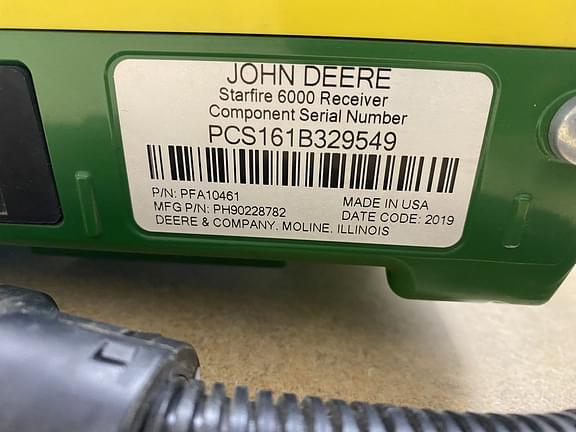 JOHN DEERE
Starfire 6000 Receiver
Component Serial Number
PCS161B329549
P/N: PFA10461
MADE IN USA
MFG P/N: PH90228782
DATE CODE: 2019
DEERE & COMPANY, MOLINE, ILLINOIS